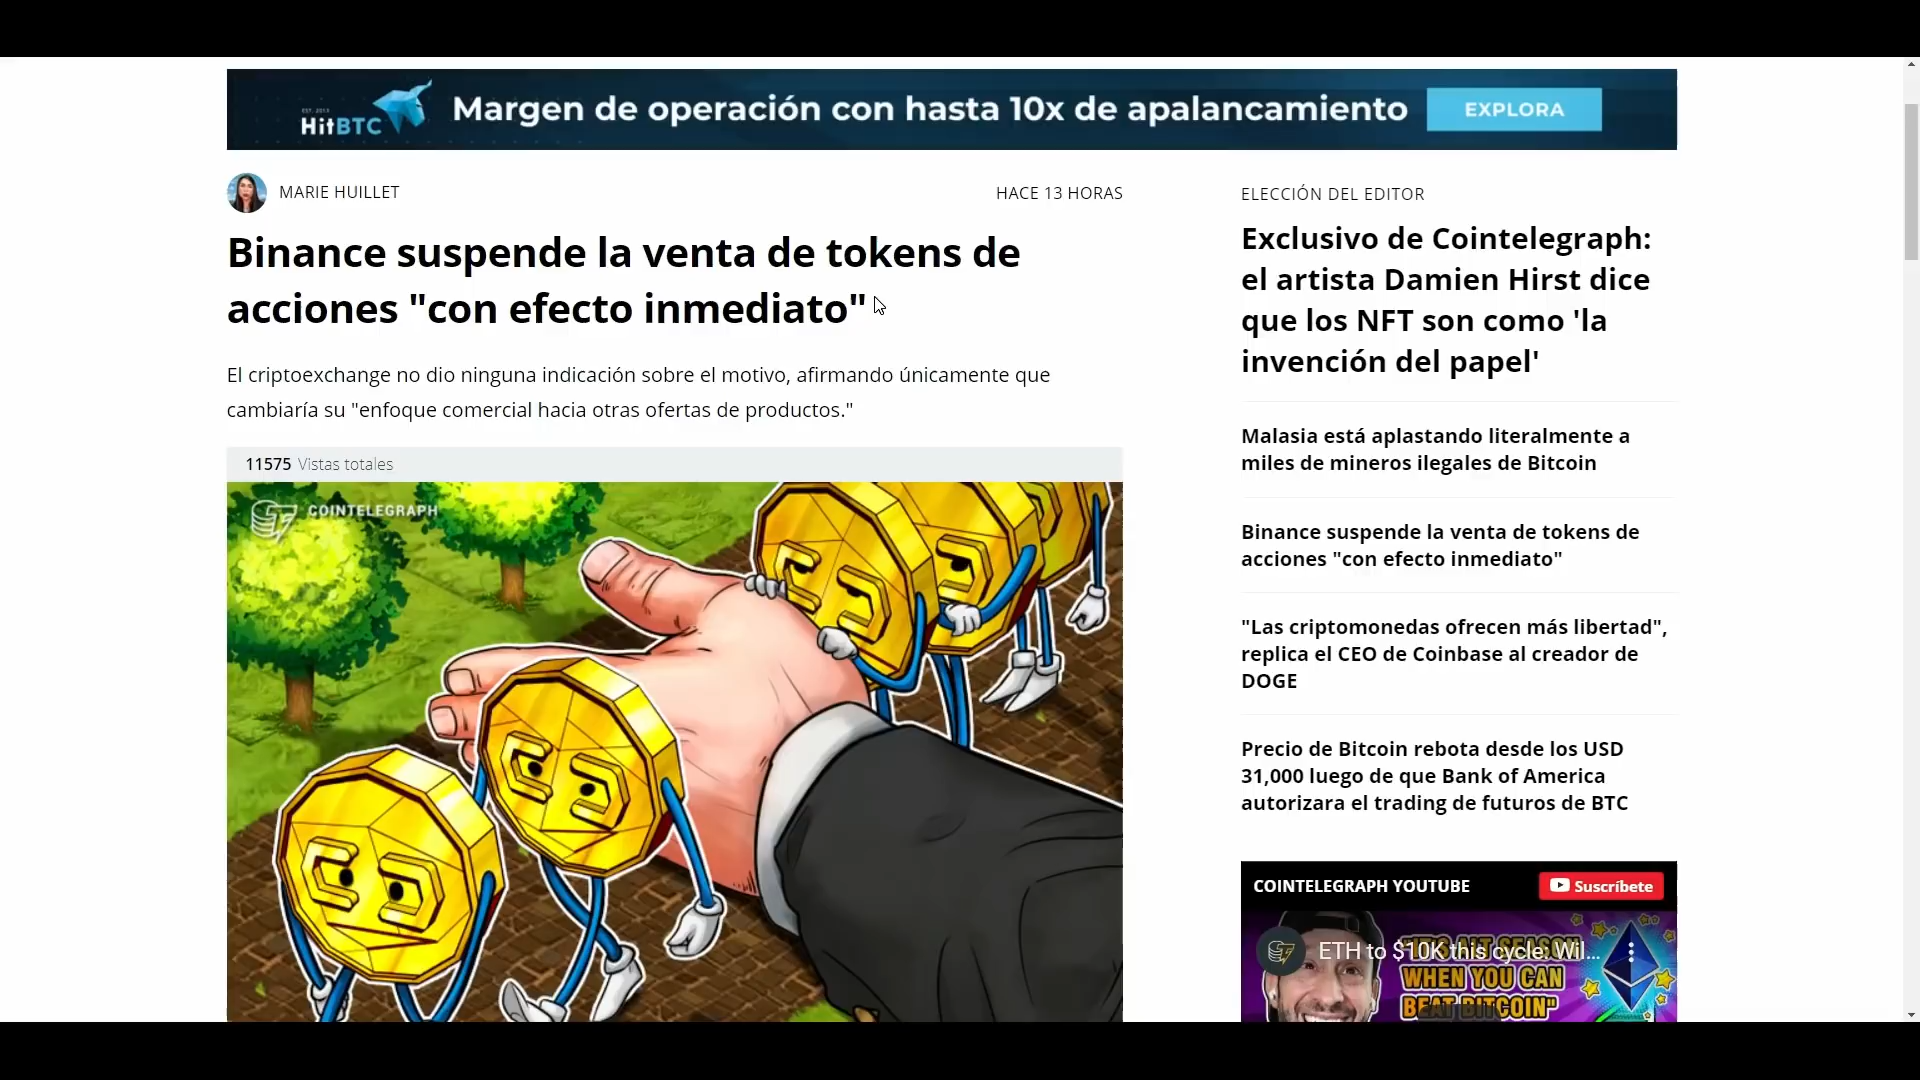 EST. 2013
HitBTC
Margen de operación con hasta 10x de apalancamiento
EXPLORA
MARIE HUILLET
HACE 13 HORAS
Binance suspende la venta de tokens de
acciones "con efecto inmediato"
El criptoexchange no dio ninguna indicación sobre el motivo, afirmando únicamente que
cambiaría su "enfoque comercial hacia otras ofertas de productos."
11575 Vistas totales
COINTELEGRAPH
ELECCIÓN DEL EDITOR
Exclusivo de Cointelegraph:
el artista Damien Hirst dice
que los NFT son como 'la
invención del papel'
Malasia está aplastando literalmente a
miles de mineros ilegales de Bitcoin
Binance suspende la venta de tokens de
acciones "con efecto inmediato"
"Las criptomonedas ofrecen más libertad",
replica el CEO de Coinbase al creador de
DOGE
Precio de Bitcoin rebota desde los USD
31,000 luego de que Bank of America
autorizara el trading de futuros de BTC
COINTELEGRAPH YOUTUBE
Suscríbete
ETH to $10K this cycle: Wil...
"IT'S ALT SEASON
WHEN YOU CAN
BEAT BITCOIN"